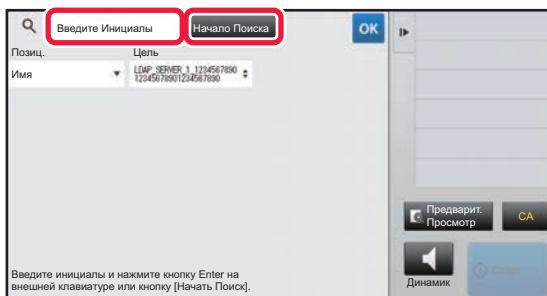 Введите Инициалы
Начало Поиска
OK
Позиц.
Цель
Имя
LDAP_SERVER_1_1234567890
12345678901234567890
Предварит.
Просмотр
CA
Динамик
Старт
Введите инициалы и нажмите кнопку Enter на
внешней клавиатуре или кнопку [Начать Поиск].